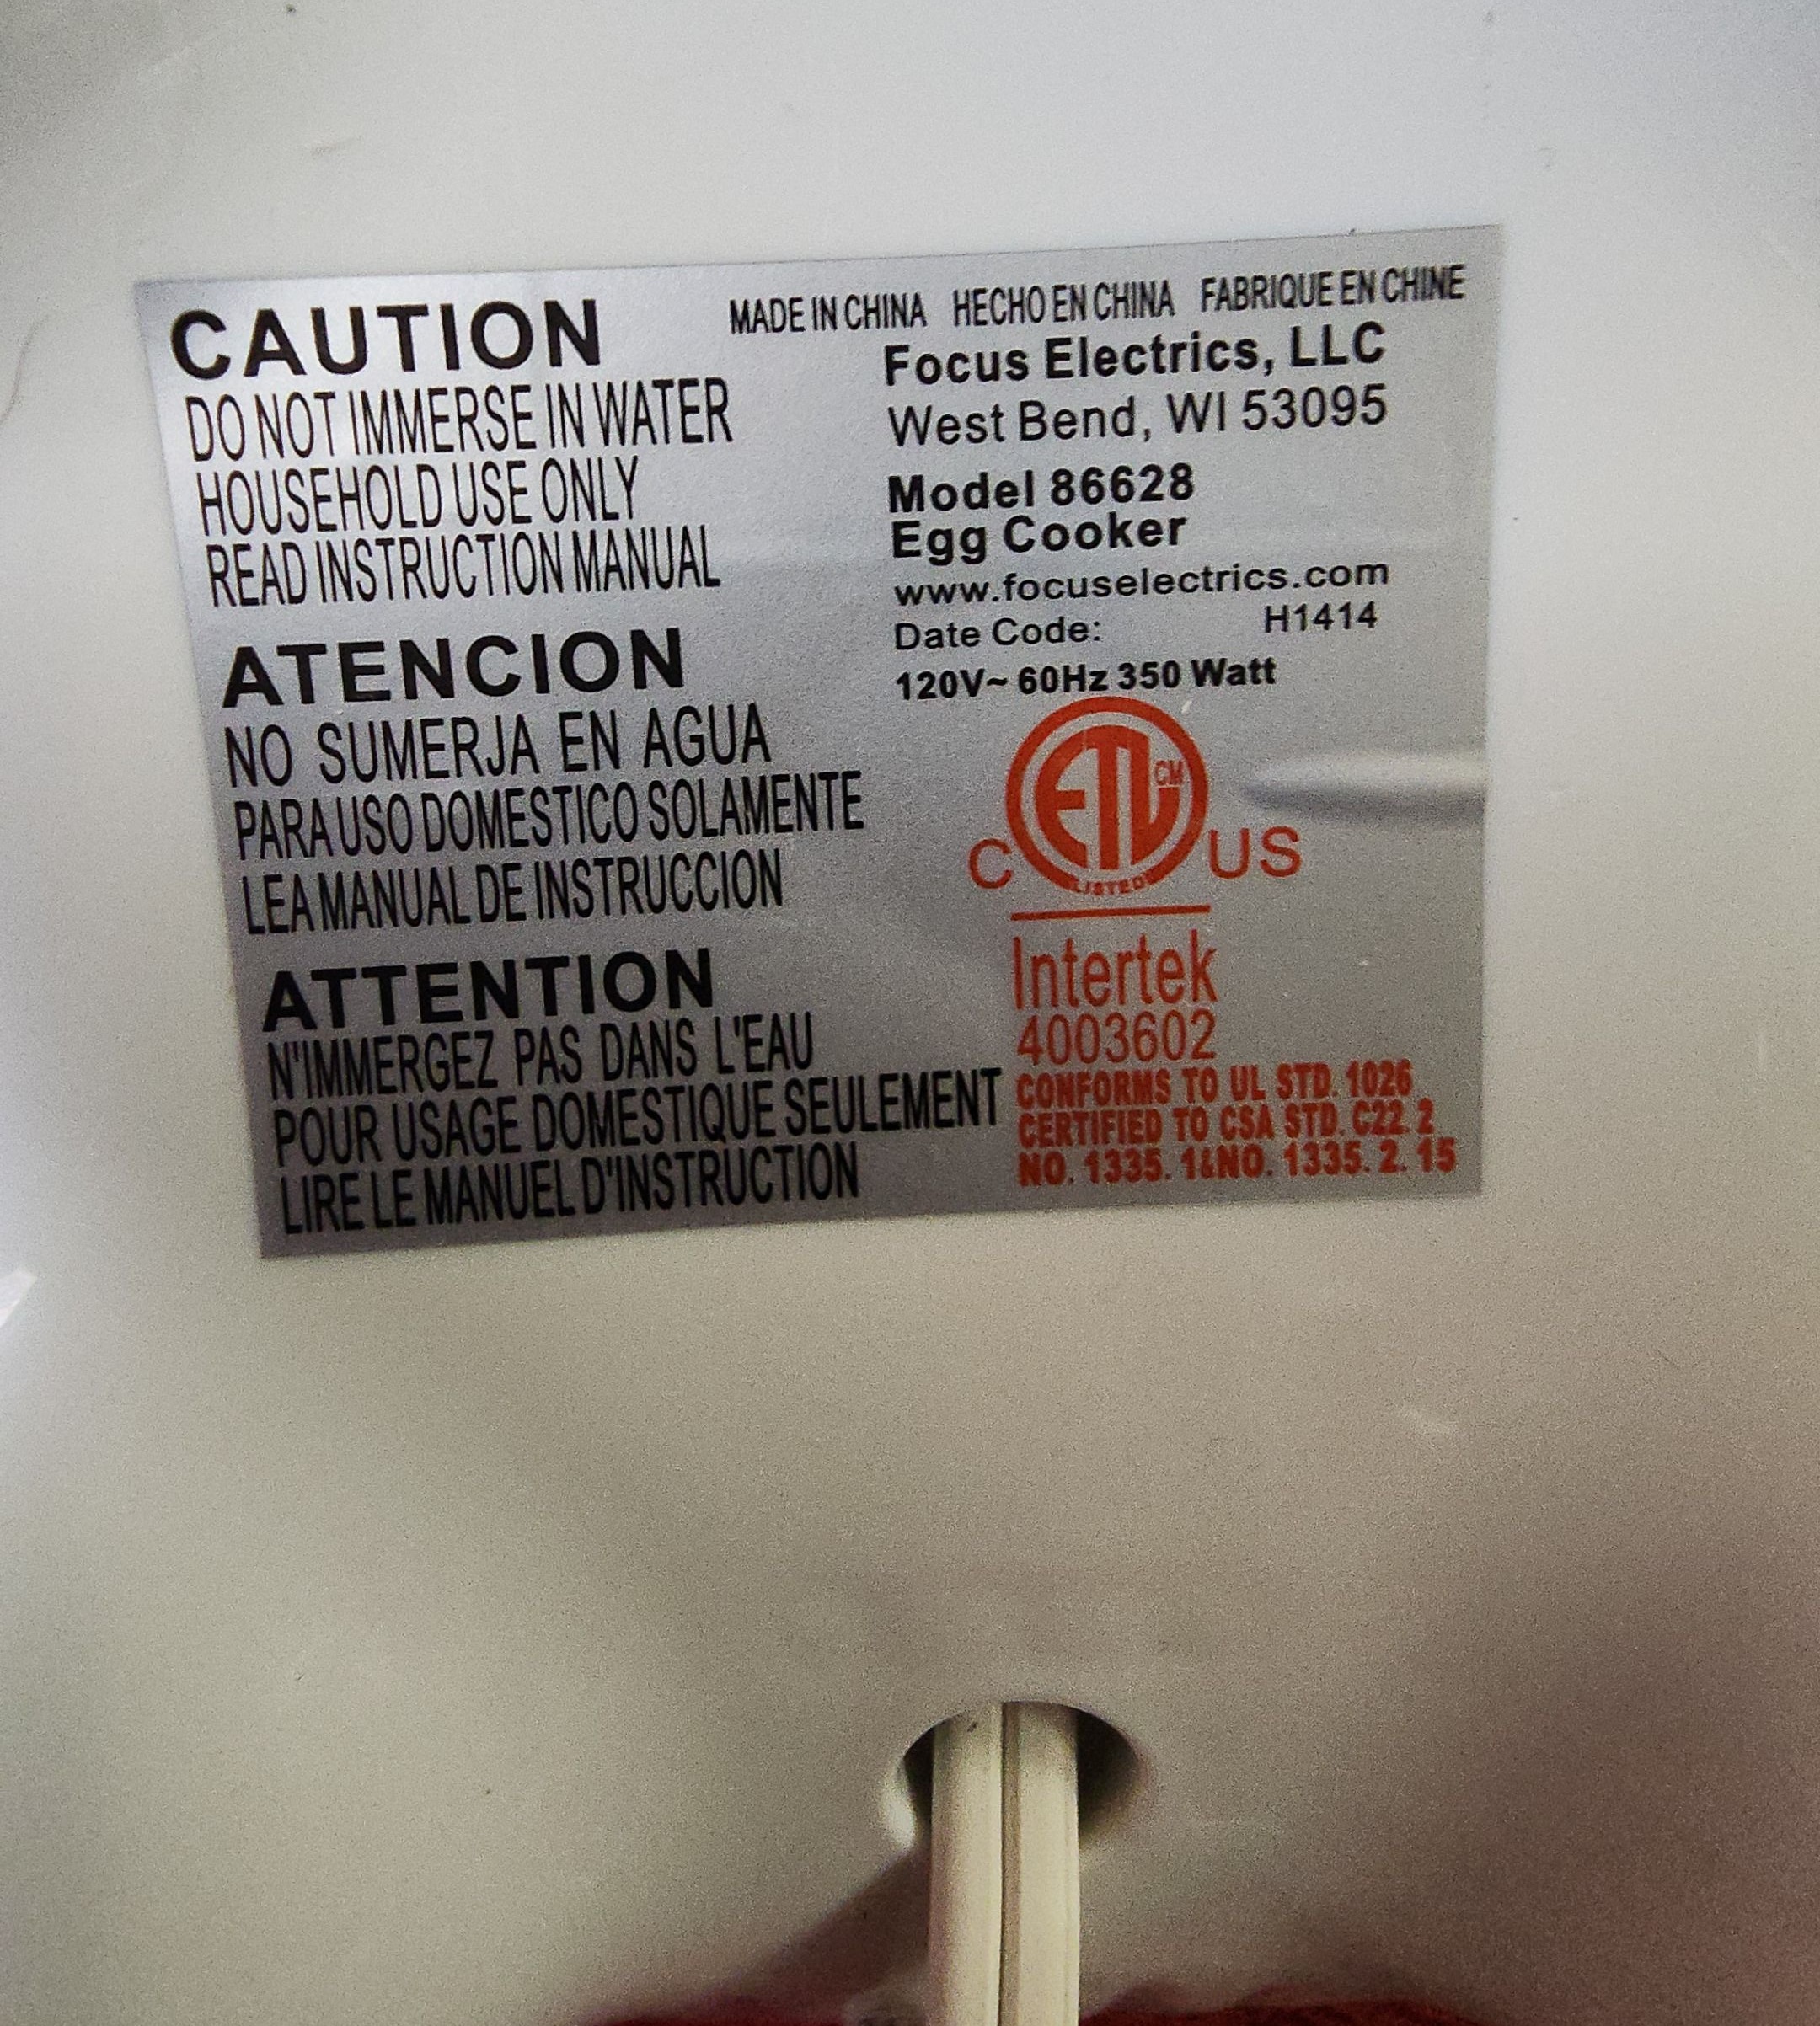 CAUTION
DO NOT IMMERSE IN WATER
HOUSEHOLD USE ONLY
READ INSTRUCTION MANUAL
ATENCION
NO SUMERJA EN AGUA
PARA USO DOMESTICO SOLAMENTE
LEA MANUAL DE INSTRUCCION
ATTENTION
N'IMMERGEZ PAS DANS L'EAU
POUR USAGE DOMESTIQUE SEULEMENT
LIRE LE MANUEL D'INSTRUCTION
MADE IN CHINA HECHO EN CHINA FABRIQUE EN CHINE
Focus Electrics, LLC
West Bend, WI 53095
Model 86628
Egg Cooker
www.focuselectrics.com
Date Code: H1414
120V~ 60Hz 350 Watt
ETL CM
C US
LISTED
Intertek
4003602
CONFORMS TO UL STD. 1026
CERTIFIED TO CSA STD. C22. 2
NO. 1335. 1&NO. 1335. 2. 15